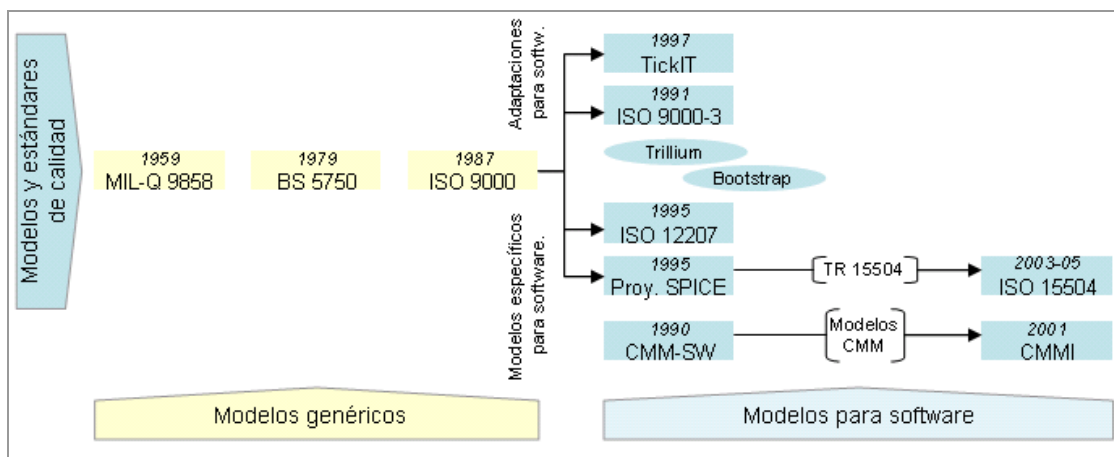 Modelos y estándares
de calidad
1959
MIL-Q 9858
1979
BS 5750
1987
ISO 9000
Adaptaciones
para softw.
Modelos específicos
para software.
1997
TickIT
1991
ISO 9000-3
Trillium
Bootstrap
1995
ISO 12207
1995
Proy. SPICE
TR 15504
2003-05
ISO 15504
1990
CMM-SW
Modelos
CMM
2001
CMMI
Modelos genéricos
Modelos para software